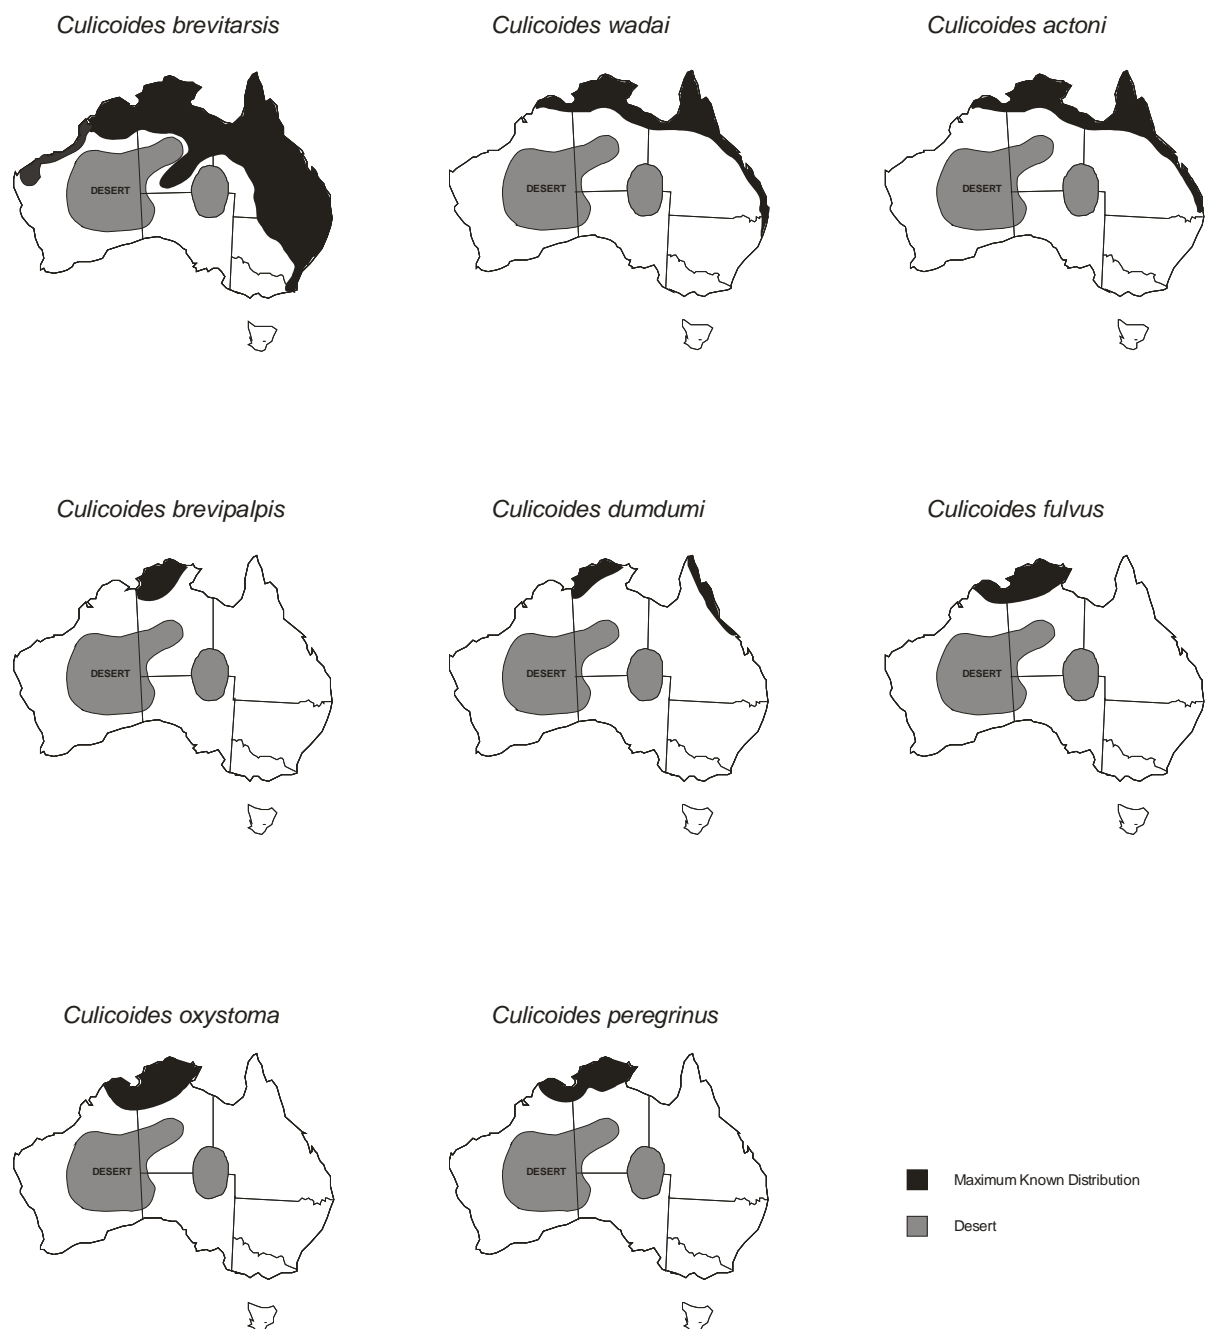 Culicoides brevitarsis
Culicoides wadai
Culicoides actoni
DESERT
DESERT
DESERT
Culicoides brevipalpis
Culicoides dumdumi
Culicoides fulvus
DESERT
DESERT
DESERT
Culicoides oxystoma
Culicoides peregrinus
DESERT
DESERT
Maximum Known Distribution
Desert